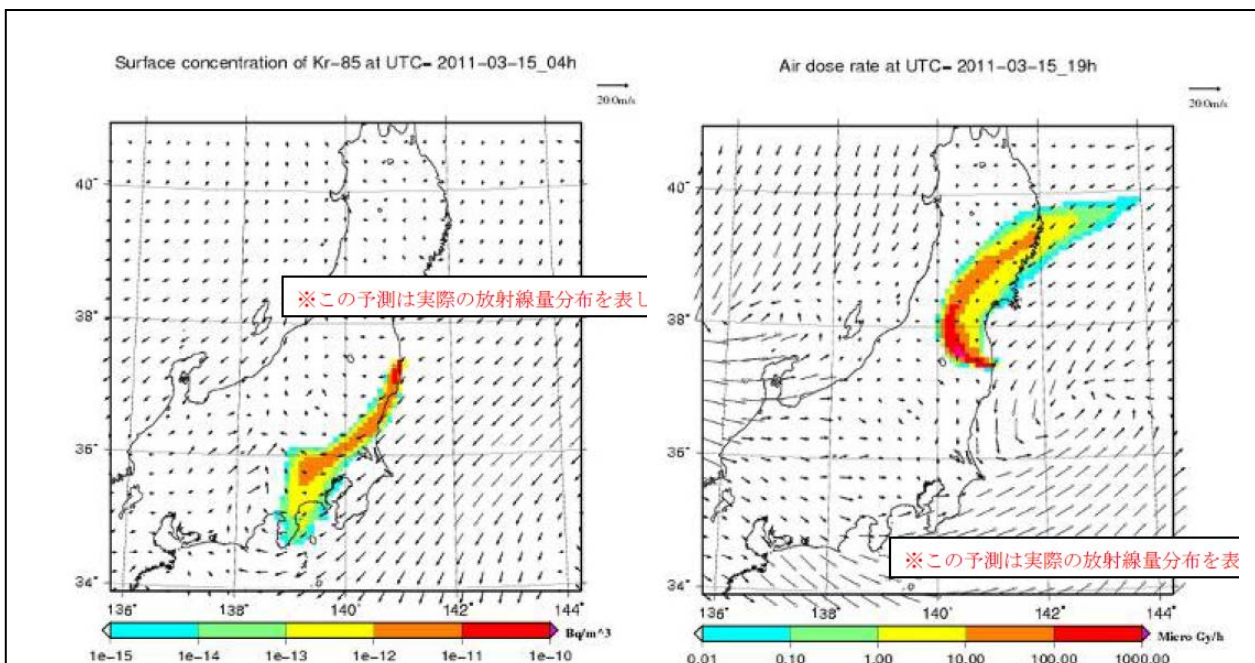 Surface concentration of Kr-85 at UTC= 2011-03-15_04h
20.0m/s
40°
38°
36°
34°
136° 138° 140° 142° 144°
※この予測は実際の放射線量分布を表し
Bq/m^3
1e-15 1e-14 1e-13 1e-12 1e-11 1e-10
Air dose rate at UTC= 2011-03-15_19h
20.0m/s
40°
38°
36°
34°
136° 138° 140° 142° 144°
※この予測は実際の放射線量分布を表
Micro Gy/h
0.01 0.10 1.00 10.00 100.00 1000.00